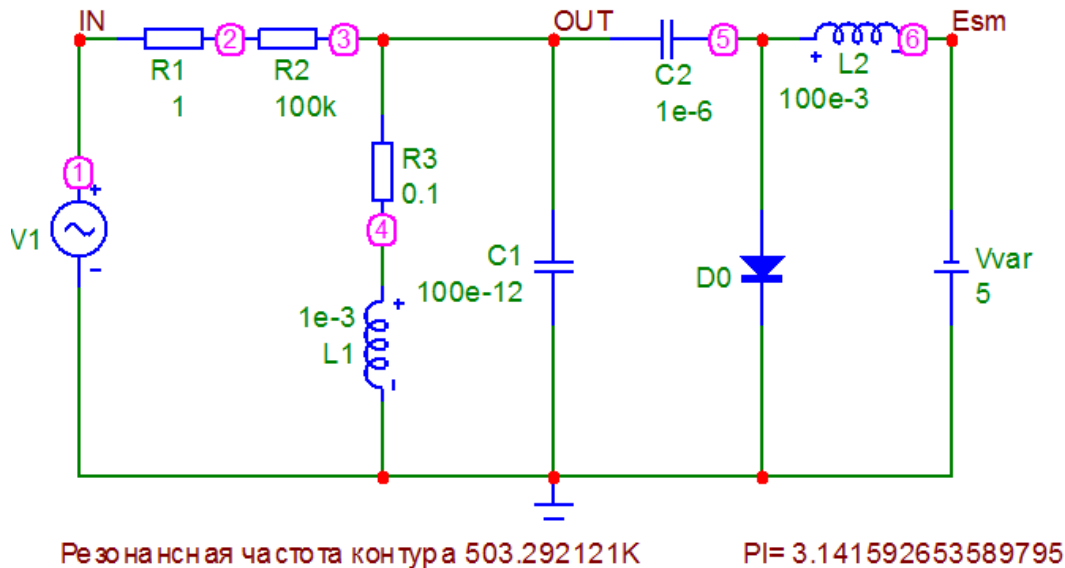 IN
OUT
Esm
2
3
5
6
R1
1
R2
100k
C2
1e-6
+
-
L2
100e-3
1
+
V1
-
R3
0.1
4
C1
100e-12
D0
Vvar
5
1e-3
L1
+
-
Резонансная частота контура 503.292121K
PI= 3.141592653589795